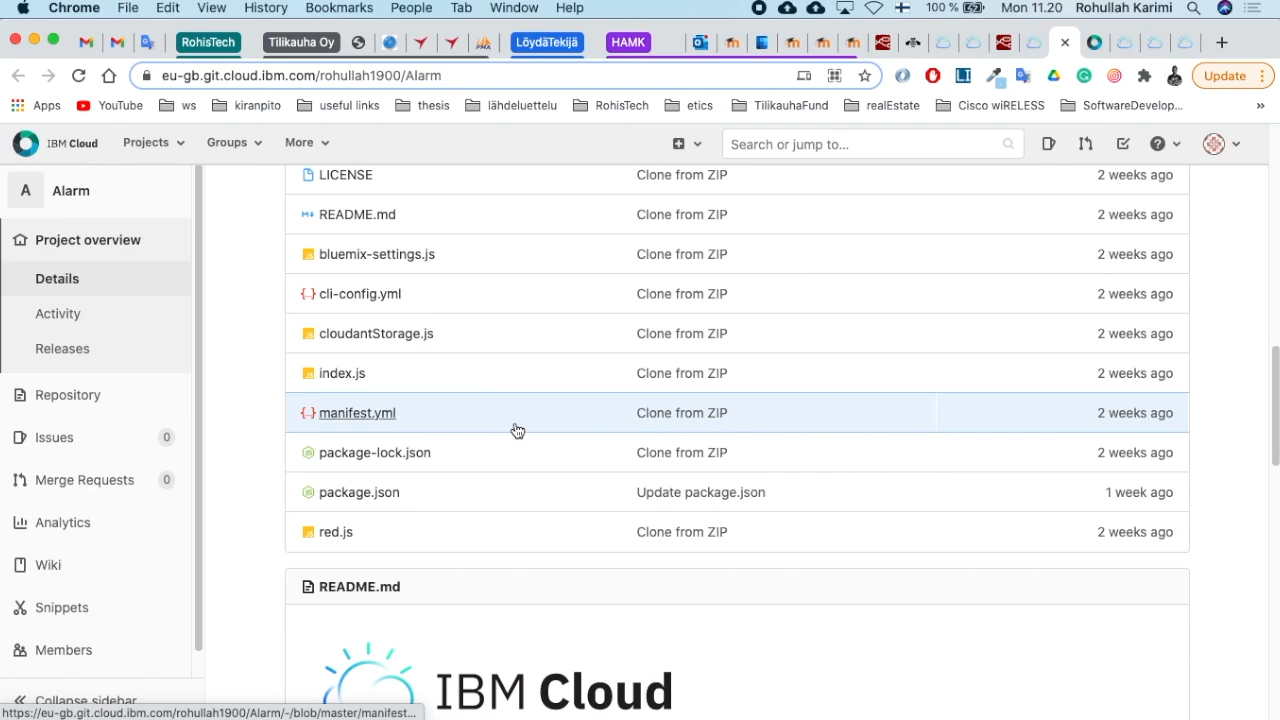 Chrome File Edit View History Bookmarks People Tab Window Help 100 % Mon 11.20 Rohullah Karimi
RohisTech Tilikauha Oy LöydäTekijä HAMK
eu-gb.git.cloud.ibm.com/rohullah1900/Alarm Update
Apps YouTube ws kiranpito useful links thesis lähdeluettelu RohisTech etics TilikauhaFund realEstate Cisco wiRELESS SoftwareDevelop... »
IBM Cloud Projects Groups More Search or jump to...
A Alarm
Project overview
Details
Activity
Releases
Repository
Issues 0
Merge Requests 0
Analytics
Wiki
Snippets
Members
Collapse sidebar
LICENSE Clone from ZIP 2 weeks ago
README.md Clone from ZIP 2 weeks ago
bluemix-settings.js Clone from ZIP 2 weeks ago
cli-config.yml Clone from ZIP 2 weeks ago
cloudantStorage.js Clone from ZIP 2 weeks ago
index.js Clone from ZIP 2 weeks ago
manifest.yml Clone from ZIP 2 weeks ago
package-lock.json Clone from ZIP 2 weeks ago
package.json Update package.json 1 week ago
red.js Clone from ZIP 2 weeks ago
README.md
IBM Cloud
https://eu-gb.git.cloud.ibm.com/rohullah1900/Alarm/-/blob/master/manifest...